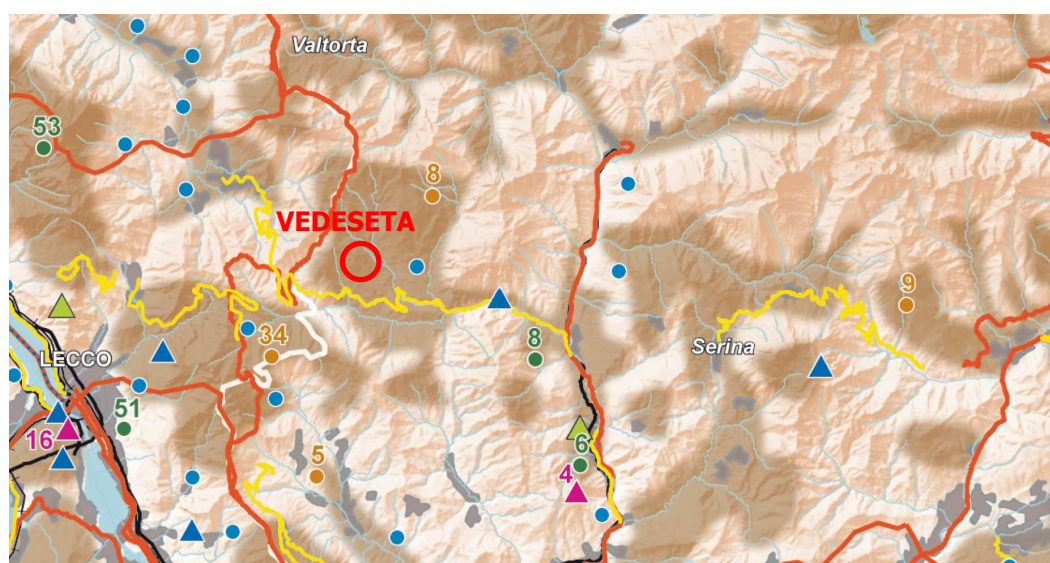 Valtorta
53
8
VEDESETA
9
34
8
Serina
LECCO
51
16
6
5
4